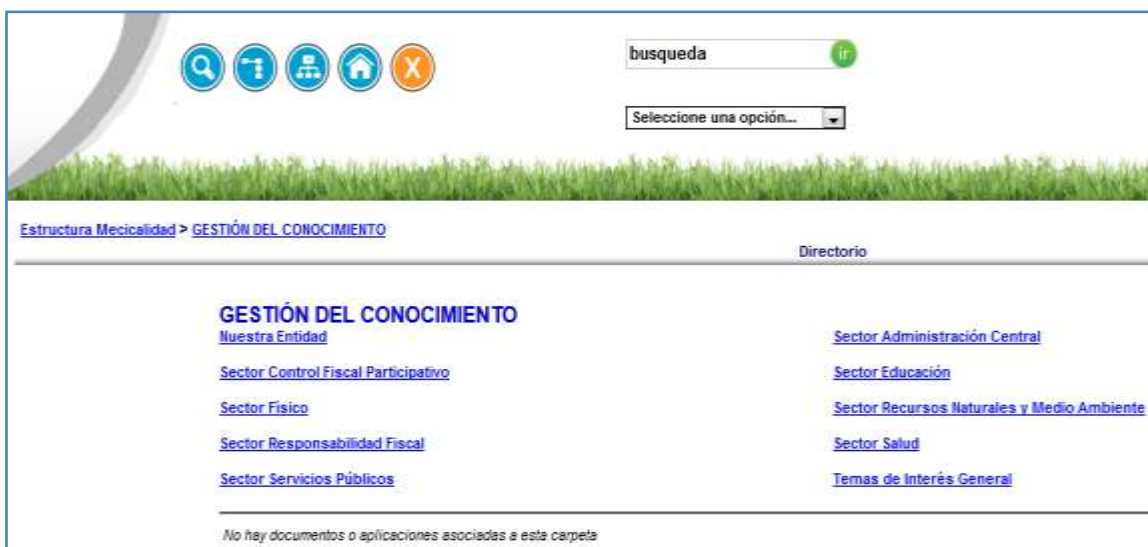 busqueda ir
Seleccione una opción...
Estructura Mecicalidad > GESTIÓN DEL CONOCIMIENTO
Directorio
GESTIÓN DEL CONOCIMIENTO
Nuestra Entidad
Sector Administración Central
Sector Control Fiscal Participativo
Sector Educación
Sector Físico
Sector Recursos Naturales y Medio Ambiente
Sector Responsabilidad Fiscal
Sector Salud
Sector Servicios Públicos
Temas de Interés General
No hay documentos o aplicaciones asociadas a esta carpeta